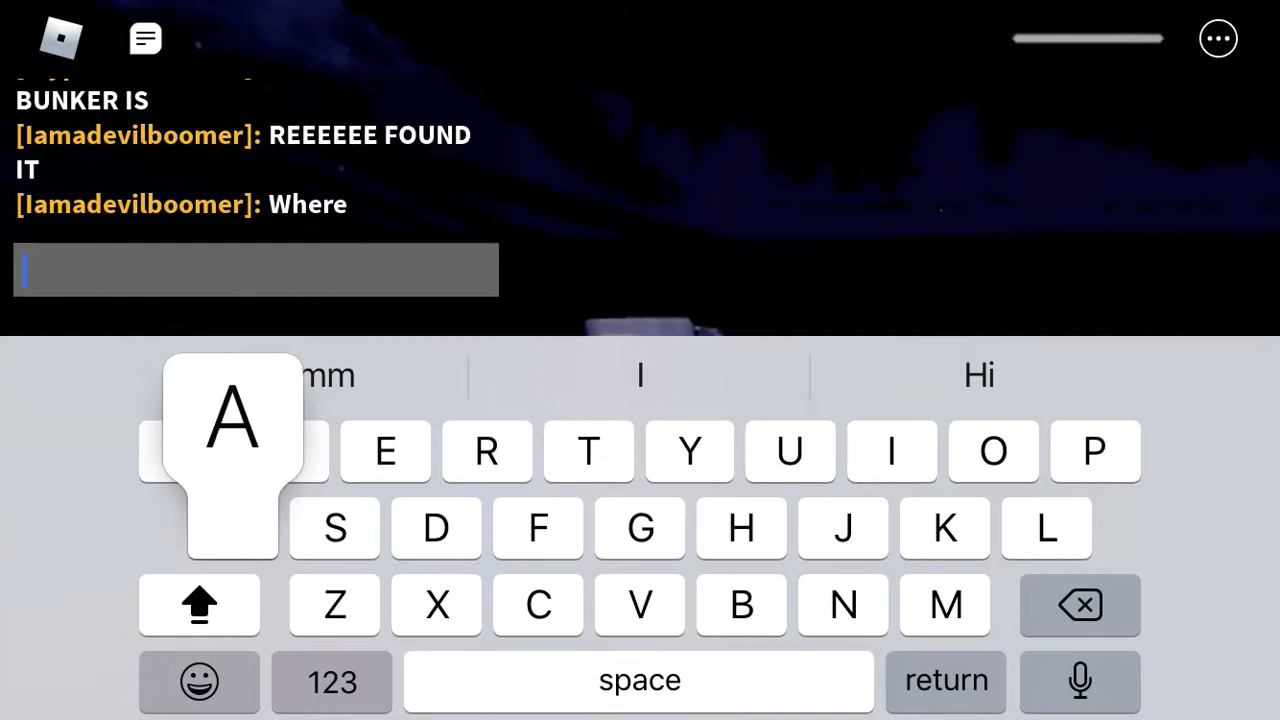 BUNKER IS
[Iamadevilboomer]: REEEEEE FOUND
IT
[Iamadevilboomer]: Where
mm I Hi
A
E R T Y U I O P
S D F G H J K L
Z X C V B N M
123 space return